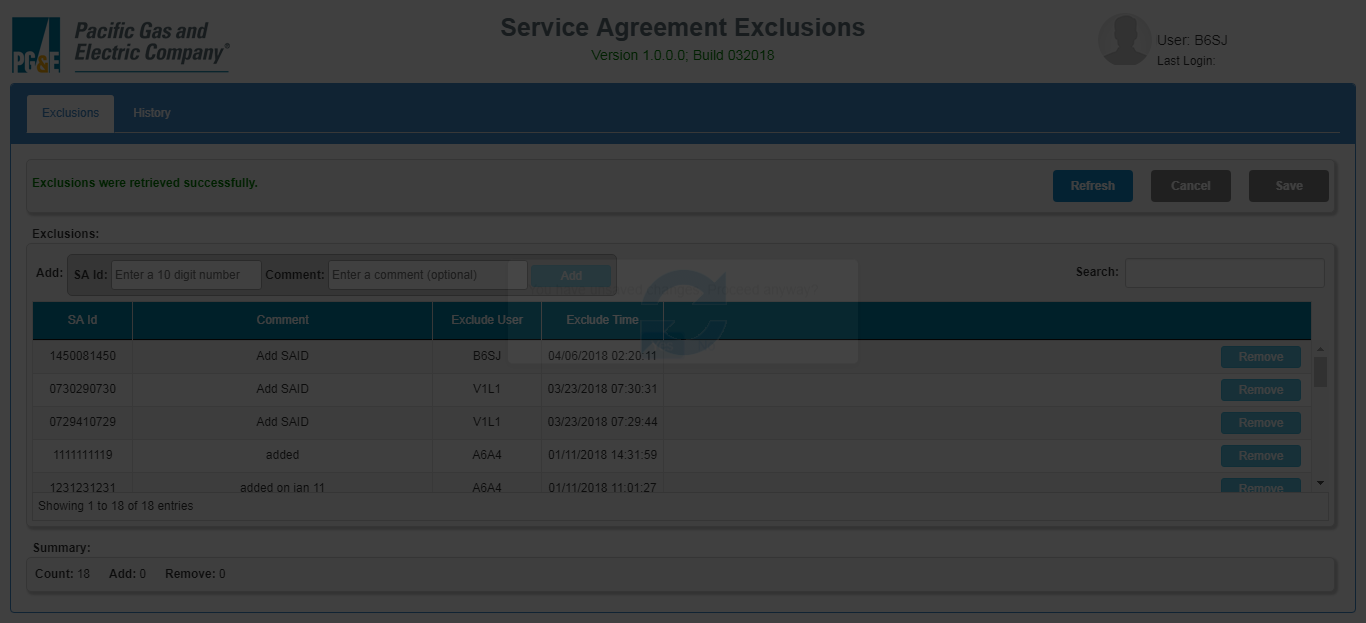 Pacific Gas and
Electric Company®
PG&E
Service Agreement Exclusions
Version 1.0.0.0; Build 032018
User: B6SJ
Last Login:
Exclusions History
Exclusions were retrieved successfully.
Refresh Cancel Save
Exclusions:
Add: SA Id: Enter a 10 digit number Comment: Enter a comment (optional) Add Search:
SA Id Comment Exclude User Exclude Time
1450081450 Add SAID B6SJ 04/06/2018 02:20:11 Remove
0730290730 Add SAID V1L1 03/23/2018 07:30:31 Remove
0729410729 Add SAID V1L1 03/23/2018 07:29:44 Remove
1111111119 added A6A4 01/11/2018 14:31:59 Remove
1231231231 added on jan 11 A6A4 01/11/2018 11:01:27 Remove
Showing 1 to 18 of 18 entries
Summary:
Count: 18 Add: 0 Remove: 0